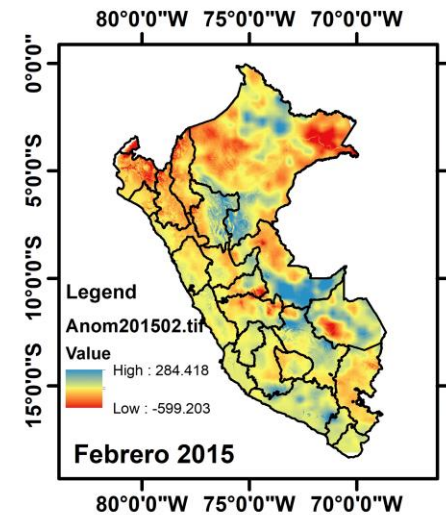 80°0'0"W 75°0'0"W 70°0'0"W
0°0'0"
5°0'0"S
10°0'0"S
15°0'0"S
Legend
Anom201502.tif
Value
High : 284.418
Low : -599.203
Febrero 2015
80°0'0"W 75°0'0"W 70°0'0"W